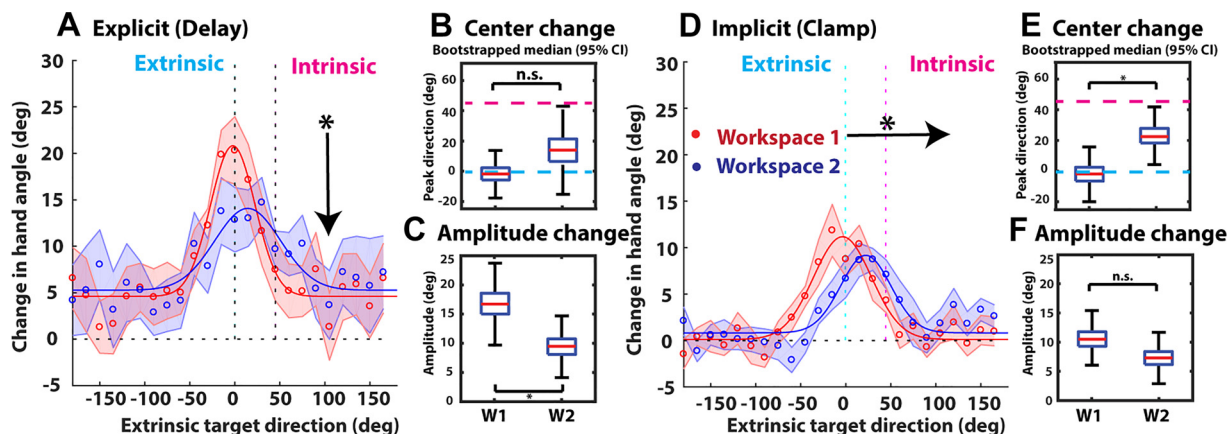 A Explicit (Delay)
Extrinsic
Intrinsic
*
Change in hand angle (deg)
30
25
20
15
10
5
0
-5
-150 -100 -50 0 50 100 150
Extrinsic target direction (deg)
B Center change
Bootstrapped median (95% CI)
n.s.
Peak direction (deg)
60
40
20
0
-20
C Amplitude change
Amplitude (deg)
25
20
15
10
5
0
*
W1 W2
D Implicit (Clamp)
Extrinsic
Intrinsic
*
Workspace 1
Workspace 2
Change in hand angle (deg)
30
25
20
15
10
5
0
-5
-150 -100 -50 0 50 100 150
Extrinsic target direction (deg)
E Center change
Bootstrapped median (95% CI)
*
Peak direction (deg)
60
40
20
0
-20
F Amplitude change
n.s.
Amplitude (deg)
20
15
10
5
0
W1 W2